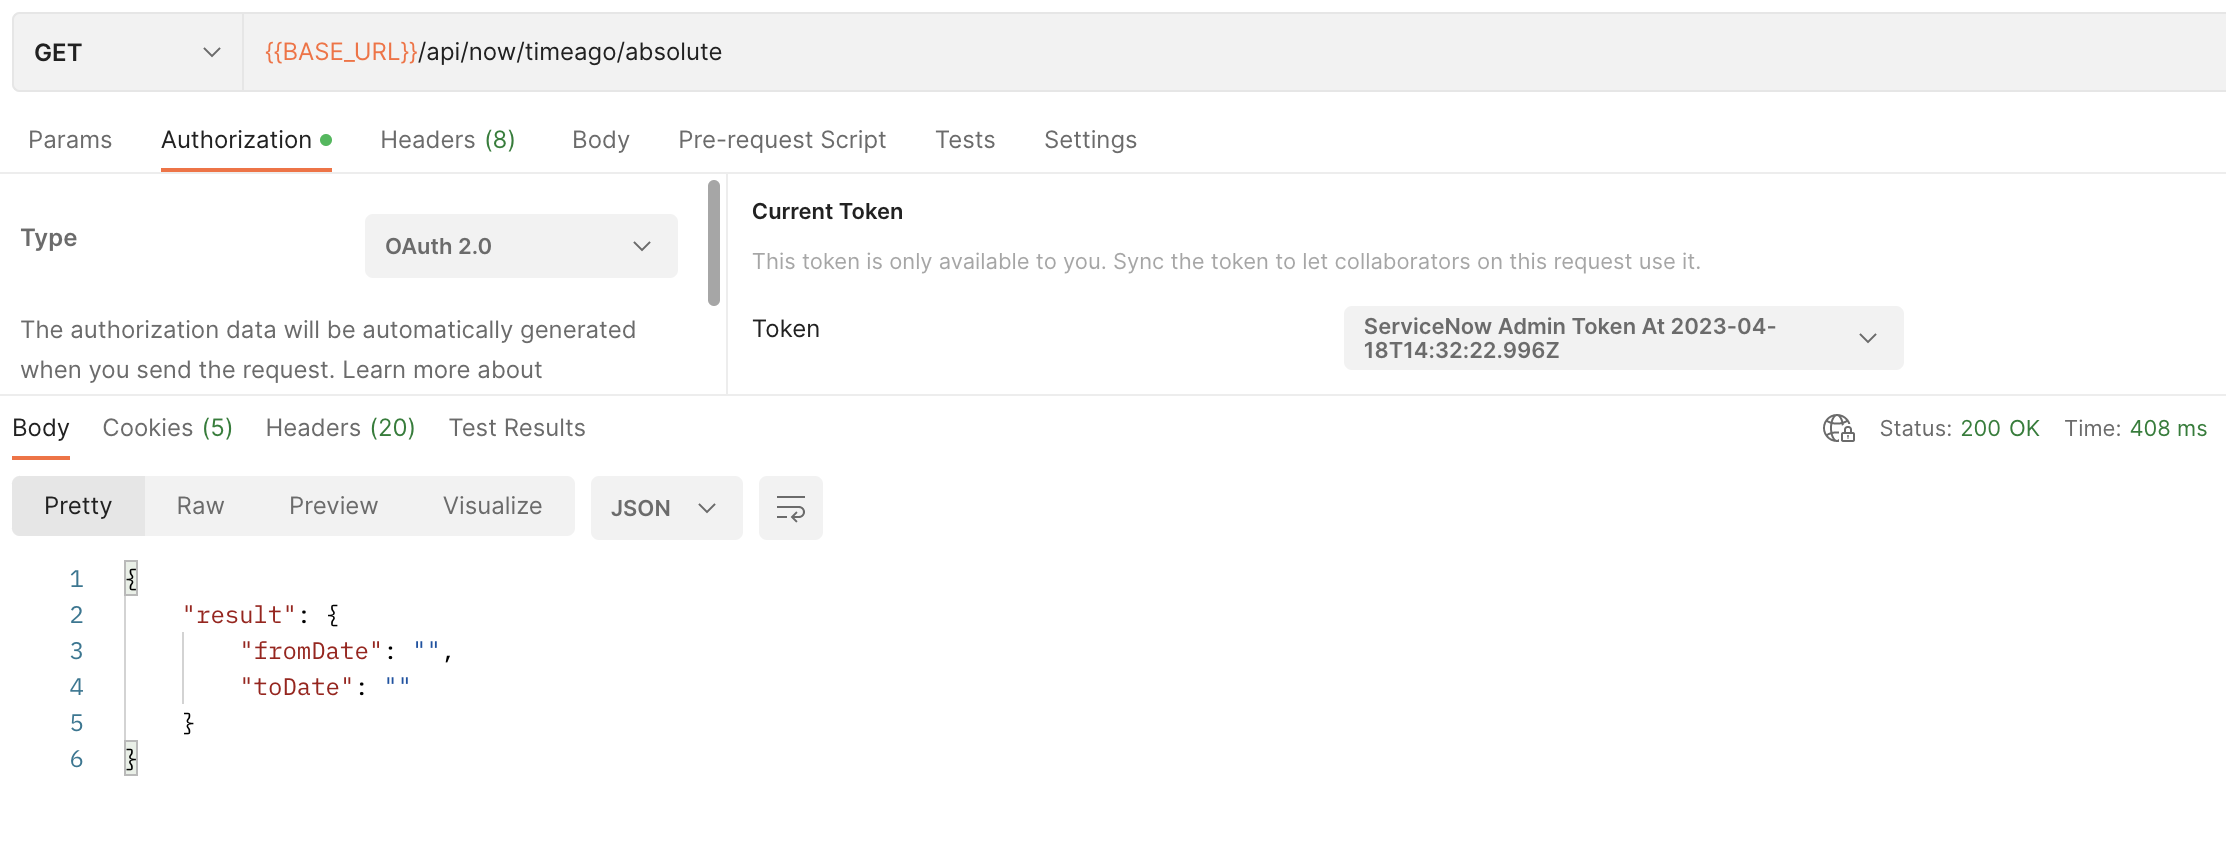 GET {{BASE_URL}}/api/now/timeago/absolute
Params Authorization Headers (8) Body Pre-request Script Tests Settings
Type OAuth 2.0
The authorization data will be automatically generated
when you send the request. Learn more about
Current Token
This token is only available to you. Sync the token to let collaborators on this request use it.
Token
ServiceNow Admin Token At 2023-04-
18T14:32:22.996Z
Body Cookies (5) Headers (20) Test Results Status: 200 OK Time: 408 ms
Pretty Raw Preview Visualize JSON
1 {
2 "result": {
3 "fromDate": "",
4 "toDate": ""
5 }
6 }